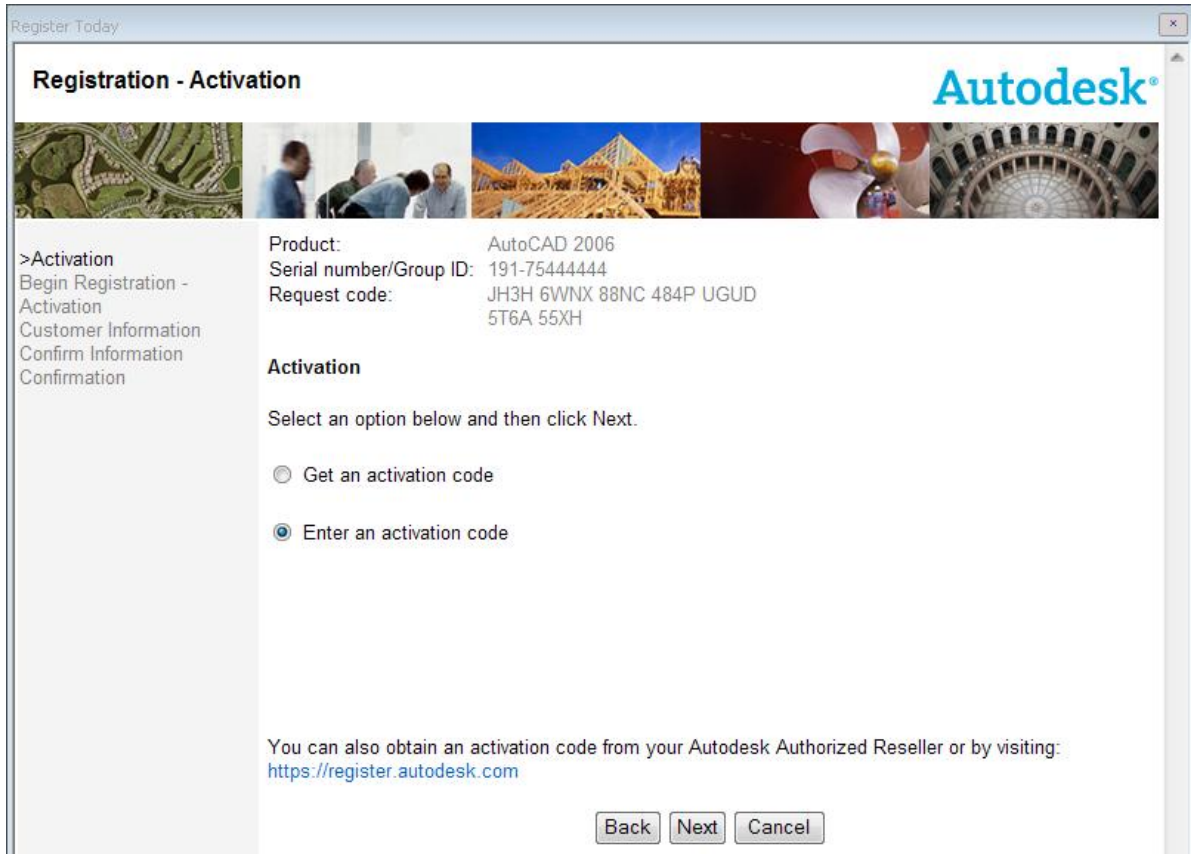 Register Today
Registration - Activation
Autodesk®
>Activation
Begin Registration -
Activation
Customer Information
Confirm Information
Confirmation
Product: AutoCAD 2006
Serial number/Group ID: 191-75444444
Request code: JH3H 6WNX 88NC 484P UGUD
5T6A 55XH
Activation
Select an option below and then click Next.
Get an activation code
Enter an activation code
You can also obtain an activation code from your Autodesk Authorized Reseller or by visiting:
https://register.autodesk.com
Back Next Cancel